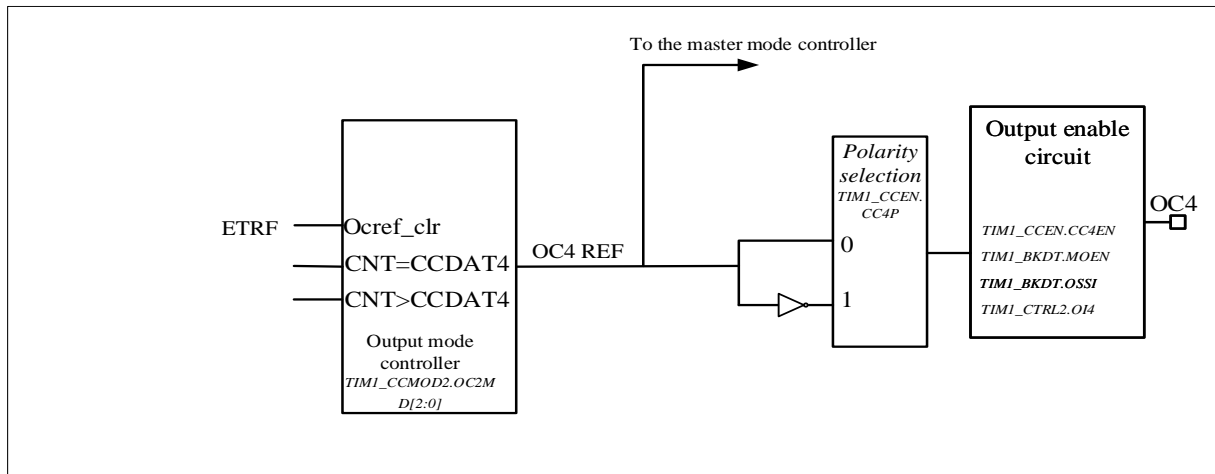 To the master mode controller
Output enable
circuit
Polarity
selection
TIM1_CCEN.
CC4P
OC4
ETRF
Ocref_clr
0
TIM1_CCEN.CC4EN
OC4 REF
CNT=CCDAT4
TIM1_BKDT.MOEN
CNT>CCDAT4
1
TIM1_BKDT.OSSI
TIM1_CTRL2.OI4
Output mode
controller
TIM1_CCMOD2.OC2M
D[2:0]